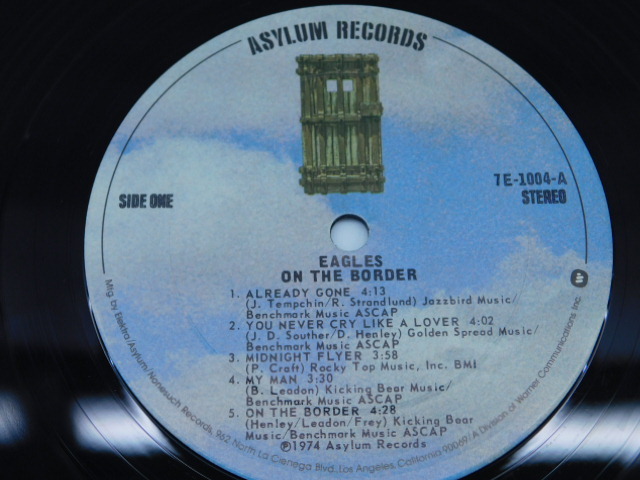 ASYLUM RECORDS
SIDE ONE
7E-1004-A
STEREO
EAGLES
ON THE BORDER
1. ALREADY GONE 4:13
(J. Tempchin/R. Strandlund) Jazzbird Music/
Benchmark Music ASCAP
2. YOU NEVER CRY LIKE A LOVER 4:02
(J. D. Souther/D. Henley) Golden Spread Music/
Benchmark Music ASCAP
3. MIDNIGHT FLYER 3:58
(P. Craft) Rocky Top Music, Inc. BMI
4. MY MAN 3:30
(B. Leadon) Kicking Bear Music/
Benchmark Music ASCAP
5. ON THE BORDER 4:28
(Henley/Leadon/Frey) Kicking Bear
Music/Benchmark Music ASCAP
℗1974 Asylum Records
Mfg. by Elektra/Asylum/Nonesuch Records, 962 North La Cienega Blvd., Los Angeles, California 90069/A Division of Warner Communications Inc.